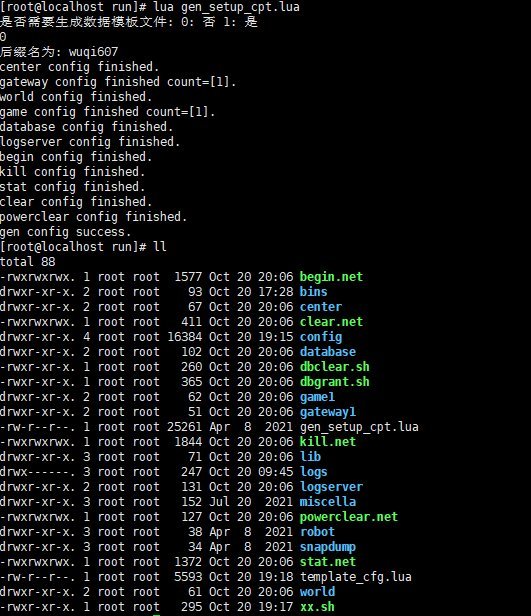 [root@localhost run]# lua gen_setup_cpt.lua
是否需要生成数据模板文件: 0: 否 1: 是
0
后缀名为: wuqi607
center config finished.
gateway config finished count=[1].
world config finished.
game config finished count=[1].
database config finished.
logserver config finished.
begin config finished.
kill config finished.
stat config finished.
clear config finished.
powerclear config finished.
gen config success.
[root@localhost run]# ll
total 88
-rwxrwxrwx. 1 root root  1577 Oct 20 20:06 begin.net
drwxr-xr-x. 2 root root    93 Oct 20 17:28 bins
drwxr-xr-x. 2 root root    67 Oct 20 20:06 center
-rwxrwxrwx. 1 root root   411 Oct 20 20:06 clear.net
drwxr-xr-x. 4 root root 16384 Oct 20 19:15 config
drwxr-xr-x. 2 root root   102 Oct 20 20:06 database
-rwxr-xr-x. 1 root root   260 Oct 20 20:06 dbclear.sh
-rwxr-xr-x. 1 root root   365 Oct 20 20:06 dbgrant.sh
drwxr-xr-x. 2 root root    62 Oct 20 20:06 game1
drwxr-xr-x. 2 root root    51 Oct 20 20:06 gateway1
-rw-r--r--. 1 root root 25261 Apr  8  2021 gen_setup_cpt.lua
-rwxrwxrwx. 1 root root  1844 Oct 20 20:06 kill.net
drwxr-xr-x. 3 root root    71 Oct 20 20:06 lib
drwx------. 3 root root   247 Oct 20 09:45 logs
drwxr-xr-x. 2 root root   131 Oct 20 20:06 logserver
drwxr-xr-x. 3 root root   152 Jul 20  2021 miscella
-rwxrwxrwx. 1 root root   127 Oct 20 20:06 powerclear.net
drwxr-xr-x. 3 root root    38 Apr  8  2021 robot
drwxr-xr-x. 3 root root    34 Apr  8  2021 snapdump
-rwxrwxrwx. 1 root root  1372 Oct 20 20:06 stat.net
-rw-r--r--. 1 root root  5593 Oct 20 19:18 template_cfg.lua
drwxr-xr-x. 2 root root    61 Oct 20 20:06 world
-rwxr-xr-x. 1 root root   295 Oct 20 19:17 xx.sh